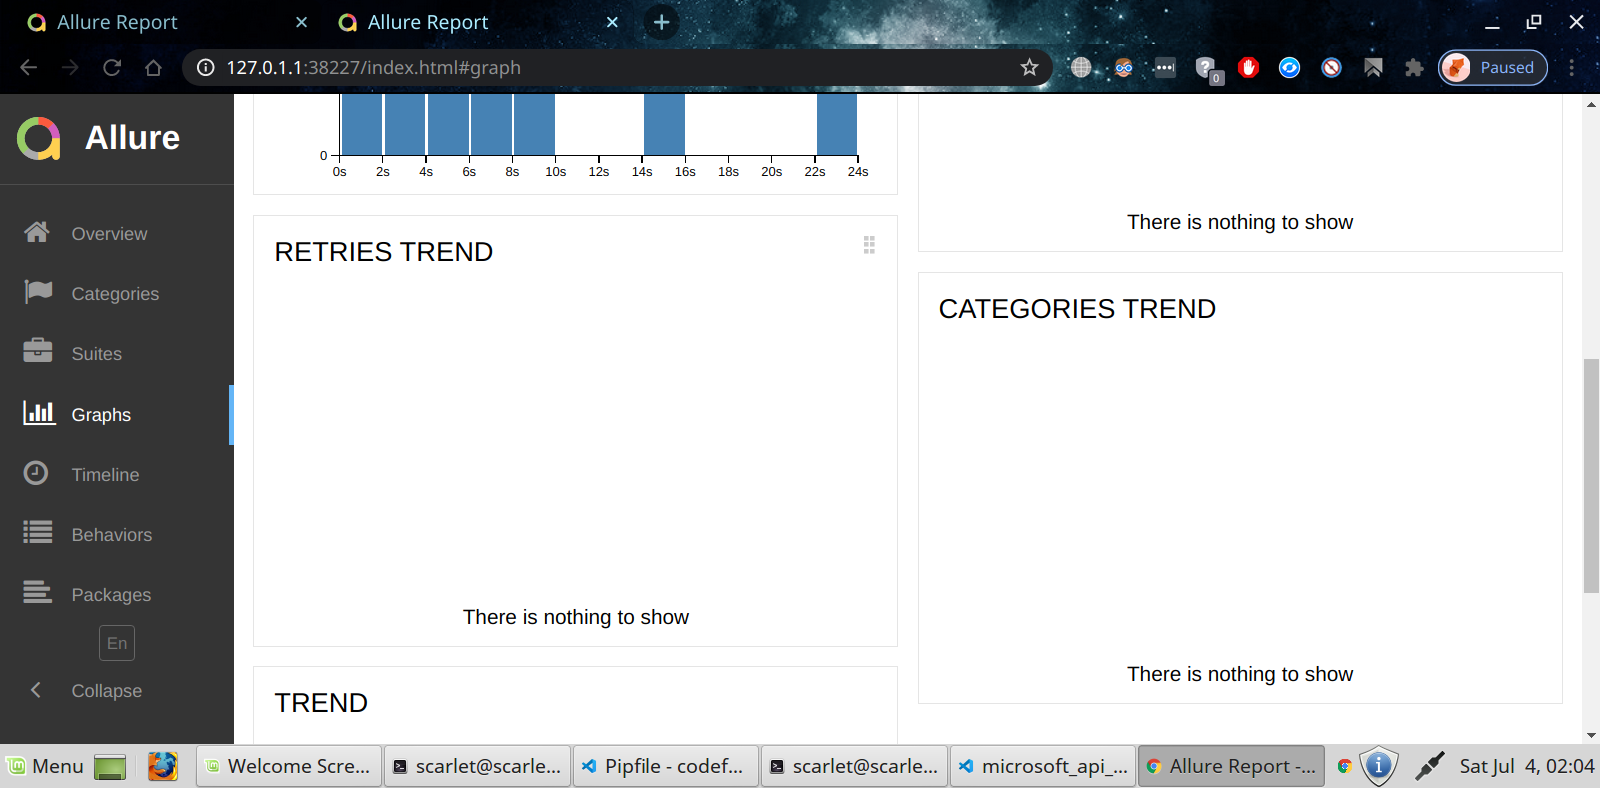 Allure Report
Allure Report
127.0.1.1:38227/index.html#graph
0
Paused
Allure
Overview
Categories
Suites
Graphs
Timeline
Behaviors
Packages
En
Collapse
0
0s 2s 4s 6s 8s 10s 12s 14s 16s 18s 20s 22s 24s
There is nothing to show
RETRIES TREND
There is nothing to show
CATEGORIES TREND
There is nothing to show
TREND
Menu
Welcome Scre...
scarlet@scarle...
Pipfile - codef...
scarlet@scarle...
microsoft_api_...
Allure Report -...
Sat Jul 4, 02:04